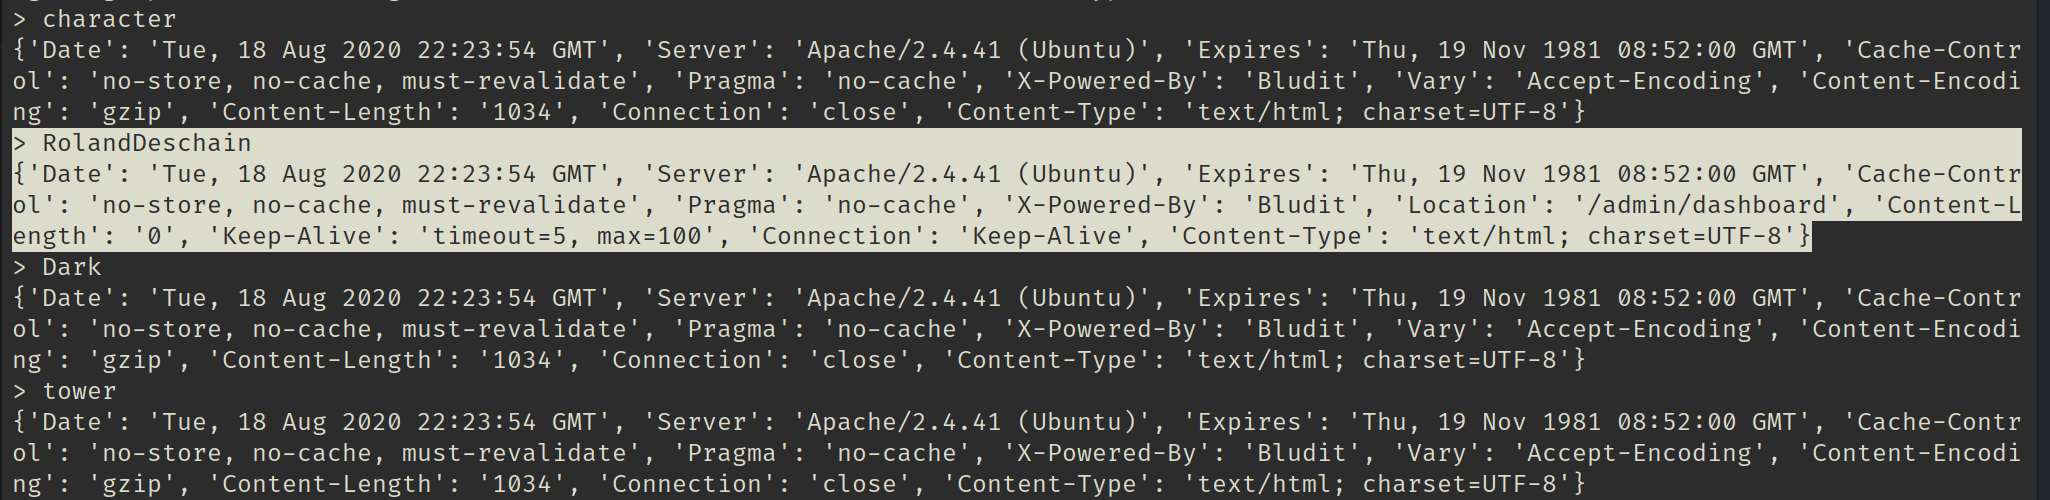 > character
{'Date': 'Tue, 18 Aug 2020 22:23:54 GMT', 'Server': 'Apache/2.4.41 (Ubuntu)', 'Expires': 'Thu, 19 Nov 1981 08:52:00 GMT', 'Cache-Contr
ol': 'no-store, no-cache, must-revalidate', 'Pragma': 'no-cache', 'X-Powered-By': 'Bludit', 'Vary': 'Accept-Encoding', 'Content-Encodi
ng': 'gzip', 'Content-Length': '1034', 'Connection': 'close', 'Content-Type': 'text/html; charset=UTF-8'}
> RolandDeschain
{'Date': 'Tue, 18 Aug 2020 22:23:54 GMT', 'Server': 'Apache/2.4.41 (Ubuntu)', 'Expires': 'Thu, 19 Nov 1981 08:52:00 GMT', 'Cache-Contr
ol': 'no-store, no-cache, must-revalidate', 'Pragma': 'no-cache', 'X-Powered-By': 'Bludit', 'Location': '/admin/dashboard', 'Content-L
ength': '0', 'Keep-Alive': 'timeout=5, max=100', 'Connection': 'Keep-Alive', 'Content-Type': 'text/html; charset=UTF-8'}
> Dark
{'Date': 'Tue, 18 Aug 2020 22:23:54 GMT', 'Server': 'Apache/2.4.41 (Ubuntu)', 'Expires': 'Thu, 19 Nov 1981 08:52:00 GMT', 'Cache-Contr
ol': 'no-store, no-cache, must-revalidate', 'Pragma': 'no-cache', 'X-Powered-By': 'Bludit', 'Vary': 'Accept-Encoding', 'Content-Encodi
ng': 'gzip', 'Content-Length': '1034', 'Connection': 'close', 'Content-Type': 'text/html; charset=UTF-8'}
> tower
{'Date': 'Tue, 18 Aug 2020 22:23:54 GMT', 'Server': 'Apache/2.4.41 (Ubuntu)', 'Expires': 'Thu, 19 Nov 1981 08:52:00 GMT', 'Cache-Contr
ol': 'no-store, no-cache, must-revalidate', 'Pragma': 'no-cache', 'X-Powered-By': 'Bludit', 'Vary': 'Accept-Encoding', 'Content-Encodi
ng': 'gzip', 'Content-Length': '1034', 'Connection': 'close', 'Content-Type': 'text/html; charset=UTF-8'}